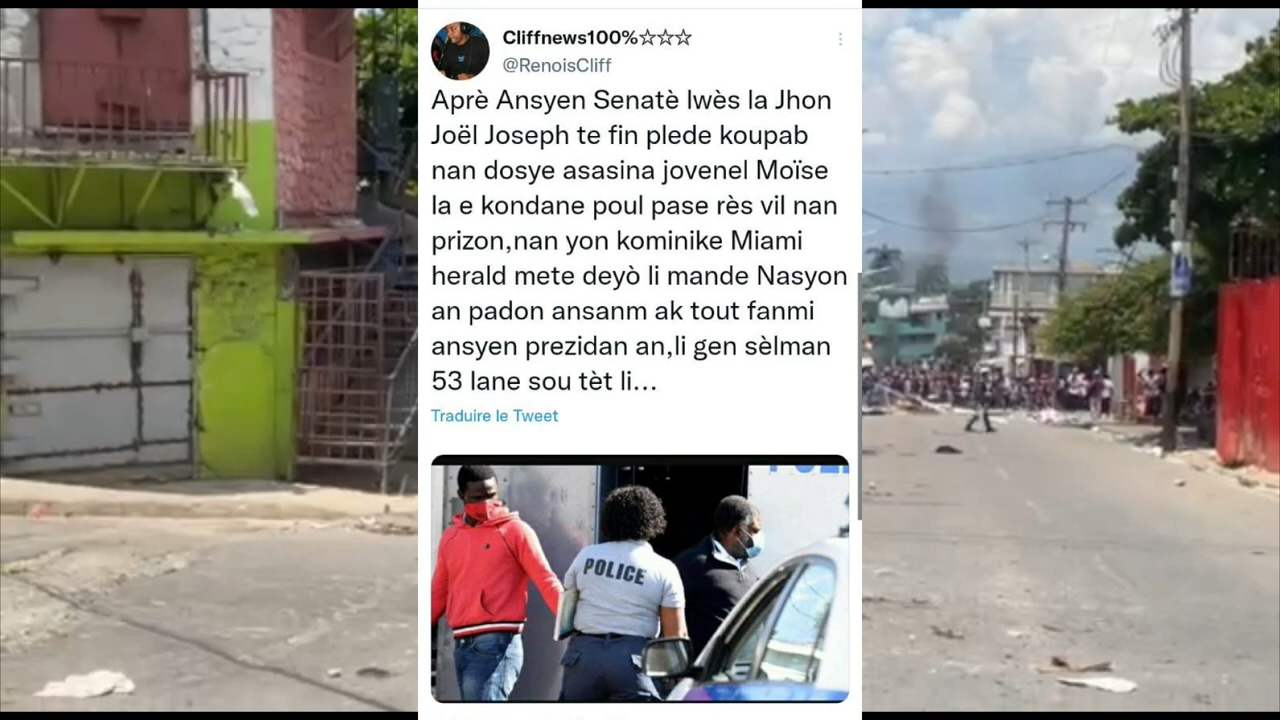 Cliffnews100%☆☆☆
@RenoisCliff
Aprè Ansyen Senatè lwès la Jhon
Joël Joseph te fin plede koupab
nan dosye asasina jovenel Moïse
la e kondane poul pase rès vil nan
prizon,nan yon kominike Miami
herald mete deyò li mande Nasyon
an padon ansanm ak tout fanmi
ansyen prezidan an,li gen sèlman
53 lane sou tèt li...
Traduire le Tweet
POLICE